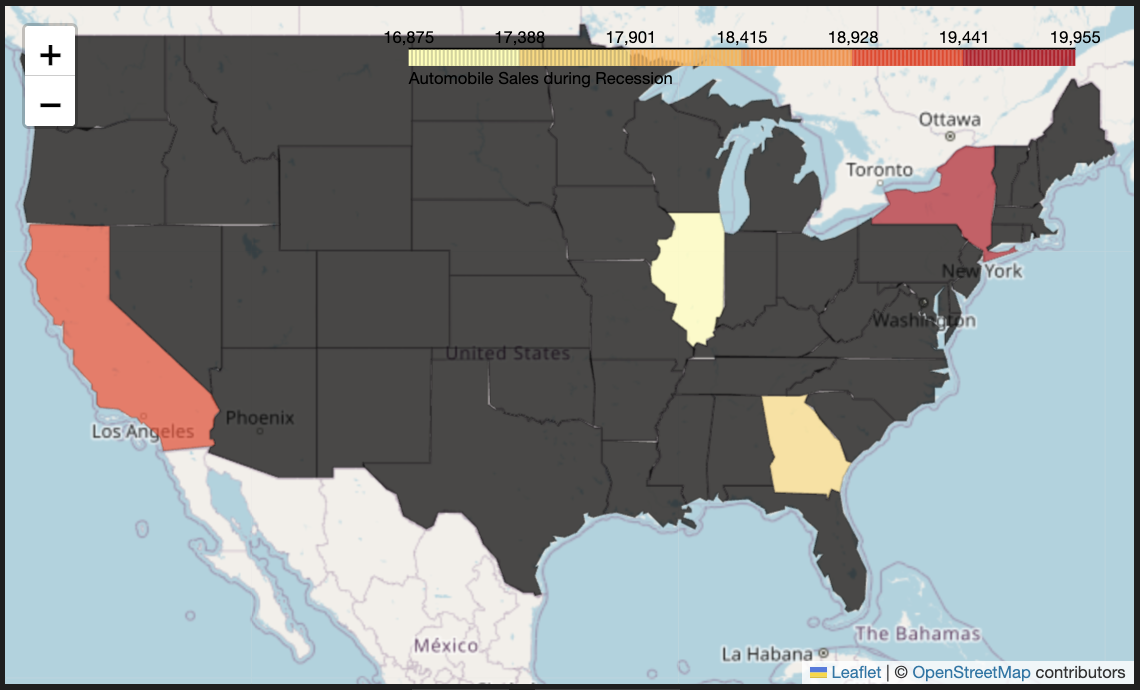 +
−
16,875 17,388 17,901 18,415 18,928 19,441 19,955
Automobile Sales during Recession
Ottawa
Toronto
New York
Washington
United States
Phoenix
Los Angeles
México
The Bahamas
La Habana
Leaflet | © OpenStreetMap contributors